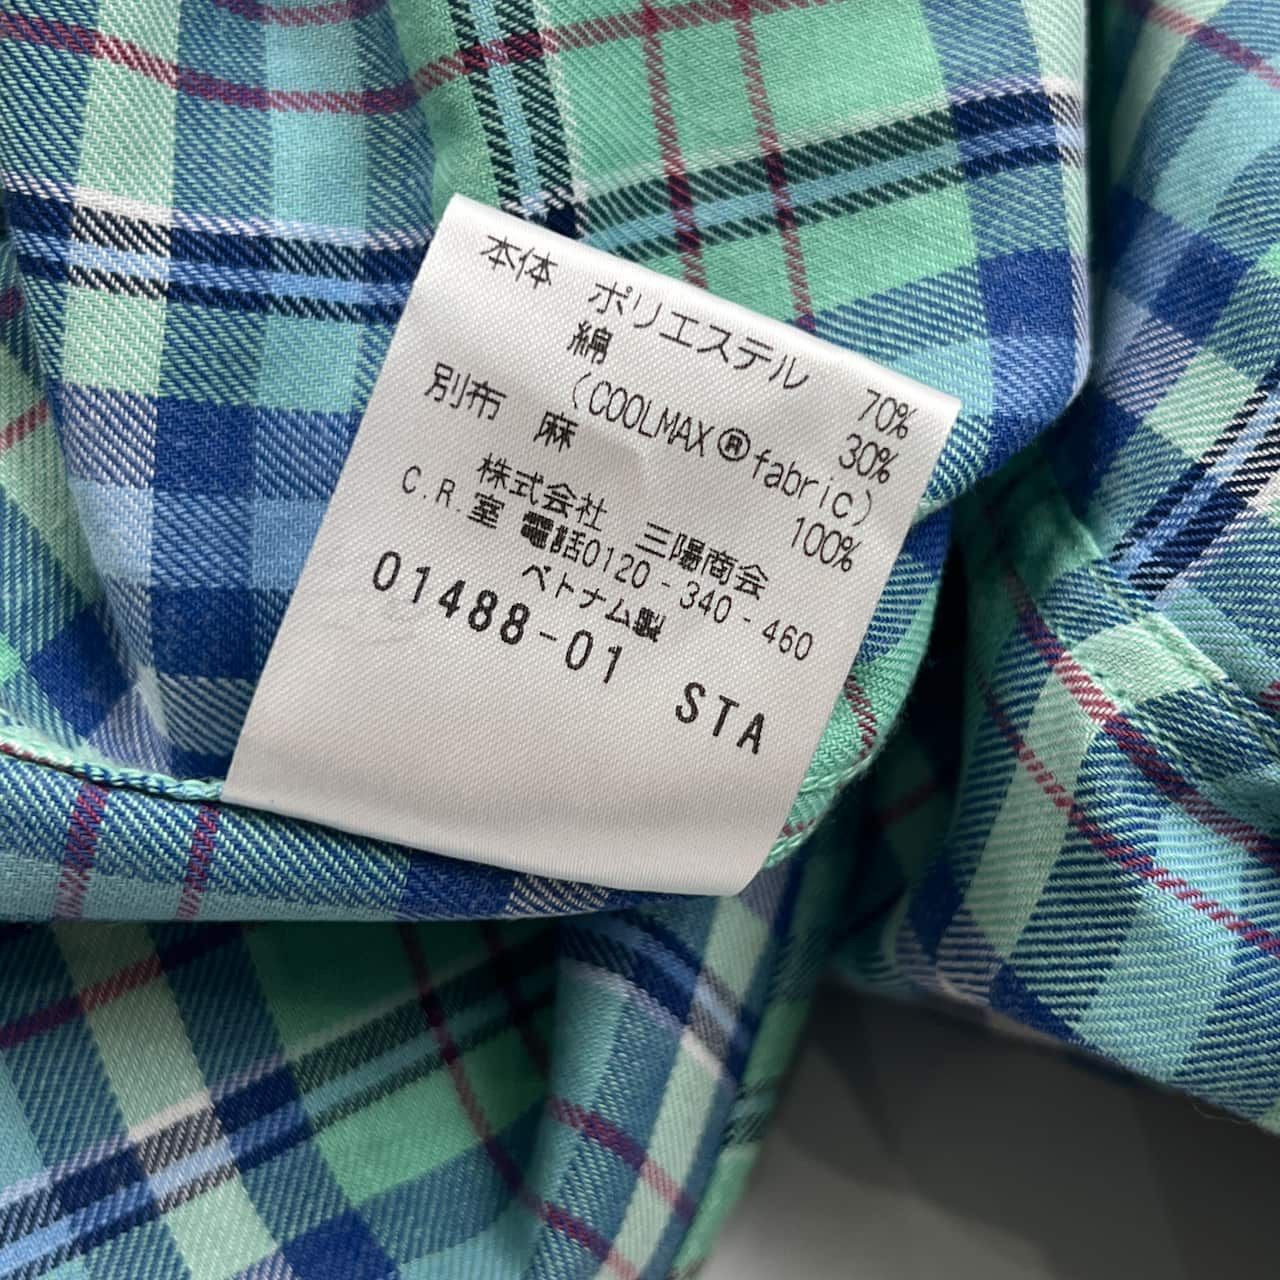 本体 ポリエステル 70%
綿 30%
(COOLMAX®fabric)
別布 麻 100%
株式会社 三陽商会
C.R.室 電話0120-340-460
ベトナム製
01488-01 STA